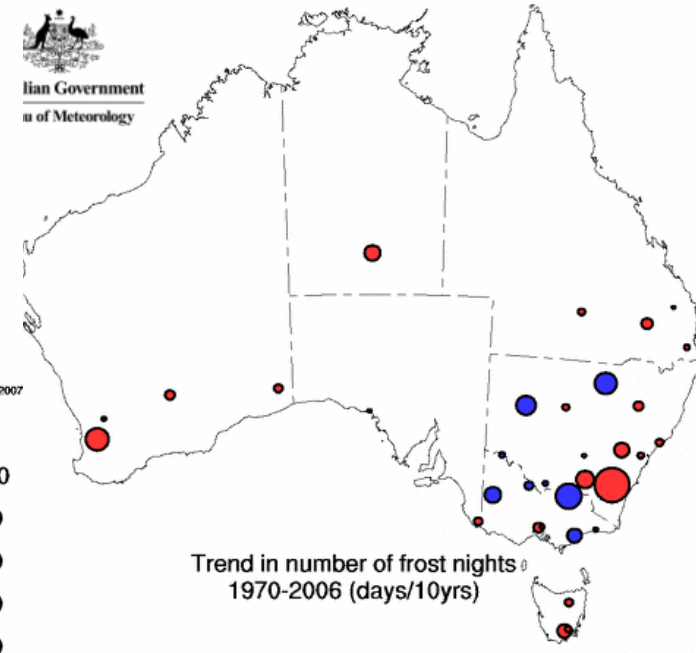 lian Government
u of Meteorology
2007
0
Trend in number of frost nights
1970-2006 (days/10yrs)